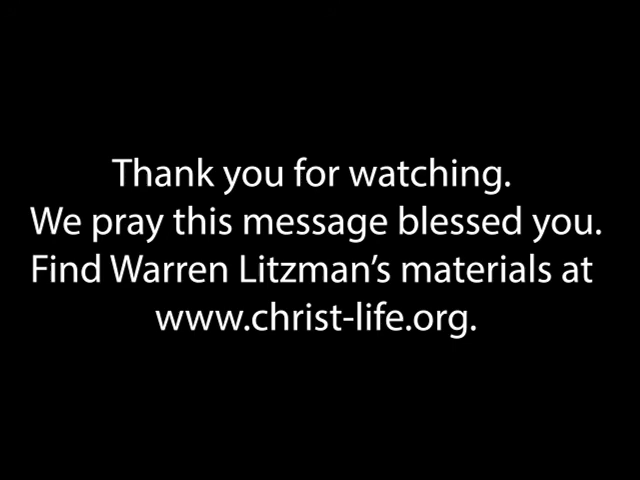 Thank you for watching.
We pray this message blessed you.
Find Warren Litzman's materials at
www.christ-life.org.